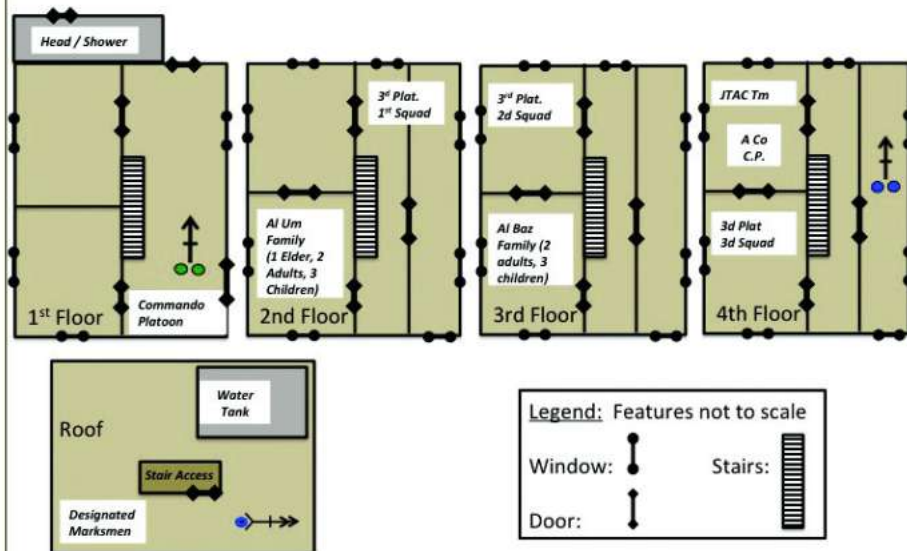 Head / Shower
1st Floor
Commando
Platoon
3d Plat.
1st Squad
Al Um
Family
(1 Elder, 2
Adults, 3
Children)
2nd Floor
3rd Plat.
2d Squad
Al Baz
Family (2
adults, 3
children)
3rd Floor
JTAC Tm
A Co
C.P.
3d Plat
3d Squad
4th Floor
Roof
Water
Tank
Stair Access
Designated
Marksmen
Legend: Features not to scale
Window:
Stairs:
Door: